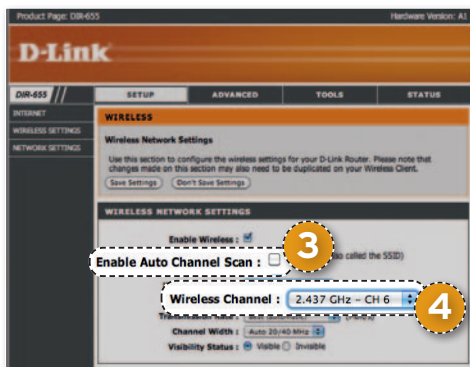 Product Page: DIR-655 Hardware Version: A1
D-Link
DIR-655 SETUP ADVANCED TOOLS STATUS
INTERNET
WIRELESS SETTINGS
NETWORK SETTINGS
WIRELESS
Wireless Network Settings
Use this section to configure the wireless settings for your D-Link Router. Please note that
changes made on this section may also need to be duplicated on your Wireless Client.
Save Settings Don't Save Settings
WIRELESS NETWORK SETTINGS
Enable Wireless :
3
so called the SSID)
Enable Auto Channel Scan :
Wireless Channel : 2.437 GHz - CH 6
4
Channel Width : Auto 20/40 MHz
Visibility Status : Visible Invisible